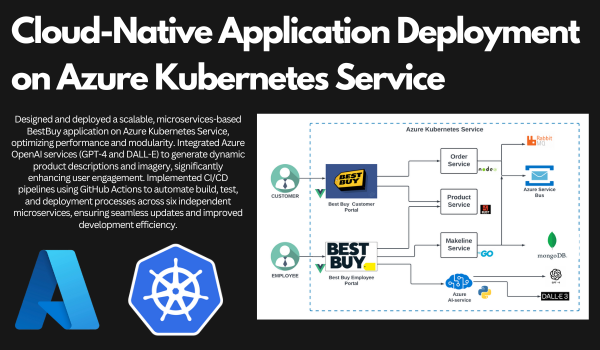 Cloud-Native Application Deployment
on Azure Kubernetes Service
Designed and deployed a scalable, microservices-based
BestBuy application on Azure Kubernetes Service,
optimizing performance and modularity. Integrated Azure
OpenAI services (GPT-4 and DALL-E) to generate dynamic
product descriptions and imagery, significantly
enhancing user engagement. Implemented CI/CD
pipelines using GitHub Actions to automate build, test,
and deployment processes across six independent
microservices, ensuring seamless updates and improved
development efficiency.
Azure Kubernetes Service
CUSTOMER
BEST
BUY
Best Buy Customer
Portal
EMPLOYEE
BEST
BUY
Best Buy Employee
Portal
Order
Service
node
Product
Service
RUST
Makeline
Service
GO
Azure
AI-service
Rabbit
MQ
Azure Service
Bus
mongoDB
GPT-4
DALL·E 3